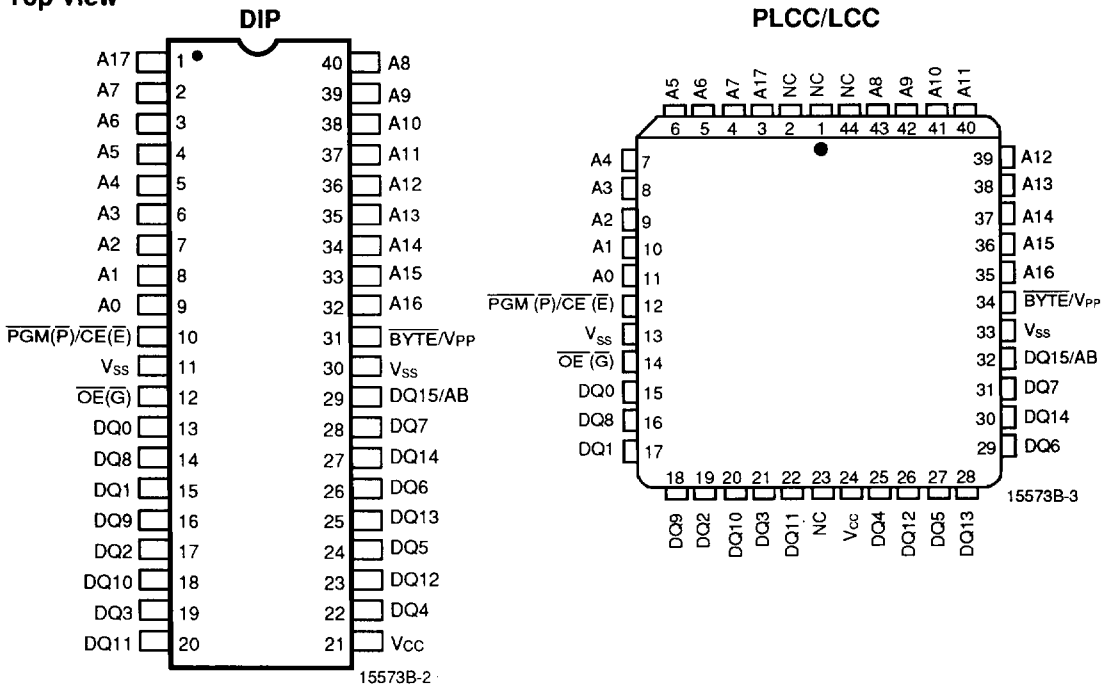 Top View
DIP
A17 1 40 A8
A7 2 39 A9
A6 3 38 A10
A5 4 37 A11
A4 5 36 A12
A3 6 35 A13
A2 7 34 A14
A1 8 33 A15
A0 9 32 A16
P̅G̅M̅(P̅)/C̅E̅(E̅) 10 31 B̅Y̅T̅E̅/VPP
VSS 11 30 VSS
O̅E̅(G̅) 12 29 DQ15/AB
DQ0 13 28 DQ7
DQ8 14 27 DQ14
DQ1 15 26 DQ6
DQ9 16 25 DQ13
DQ2 17 24 DQ5
DQ10 18 23 DQ12
DQ3 19 22 DQ4
DQ11 20 21 VCC
15573B-2
PLCC/LCC
A5 A6 A7 A17 NC NC NC A8 A9 A10 A11
6 5 4 3 2 1 44 43 42 41 40
A4 7 39 A12
A3 8 38 A13
A2 9 37 A14
A1 10 36 A15
A0 11 35 A16
P̅G̅M̅ (P̅)/C̅E̅ (E̅) 12 34 B̅Y̅T̅E̅/VPP
VSS 13 33 VSS
O̅E̅ (G̅) 14 32 DQ15/AB
DQ0 15 31 DQ7
DQ8 16 30 DQ14
DQ1 17 29 DQ6
18 19 20 21 22 23 24 25 26 27 28
DQ9 DQ2 DQ10 DQ3 DQ11 NC VCC DQ4 DQ12 DQ5 DQ13
15573B-3